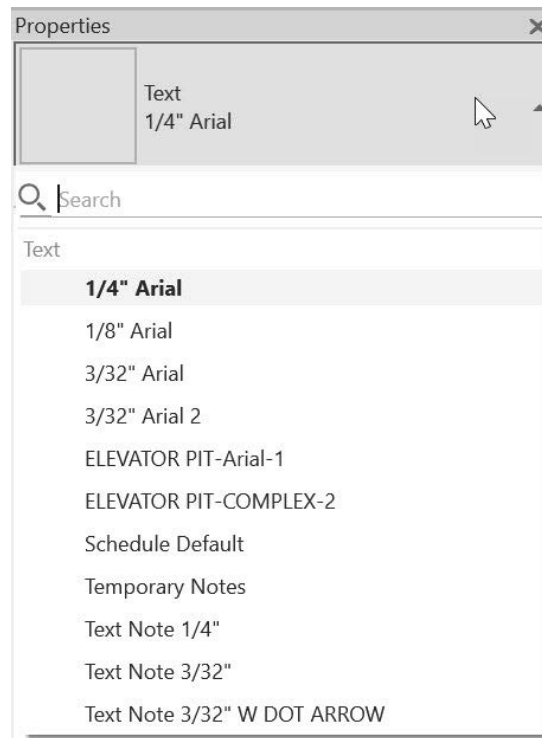 Properties
Text
1/4" Arial
Search
Text
1/4" Arial
1/8" Arial
3/32" Arial
3/32" Arial 2
ELEVATOR PIT-Arial-1
ELEVATOR PIT-COMPLEX-2
Schedule Default
Temporary Notes
Text Note 1/4"
Text Note 3/32"
Text Note 3/32" W DOT ARROW